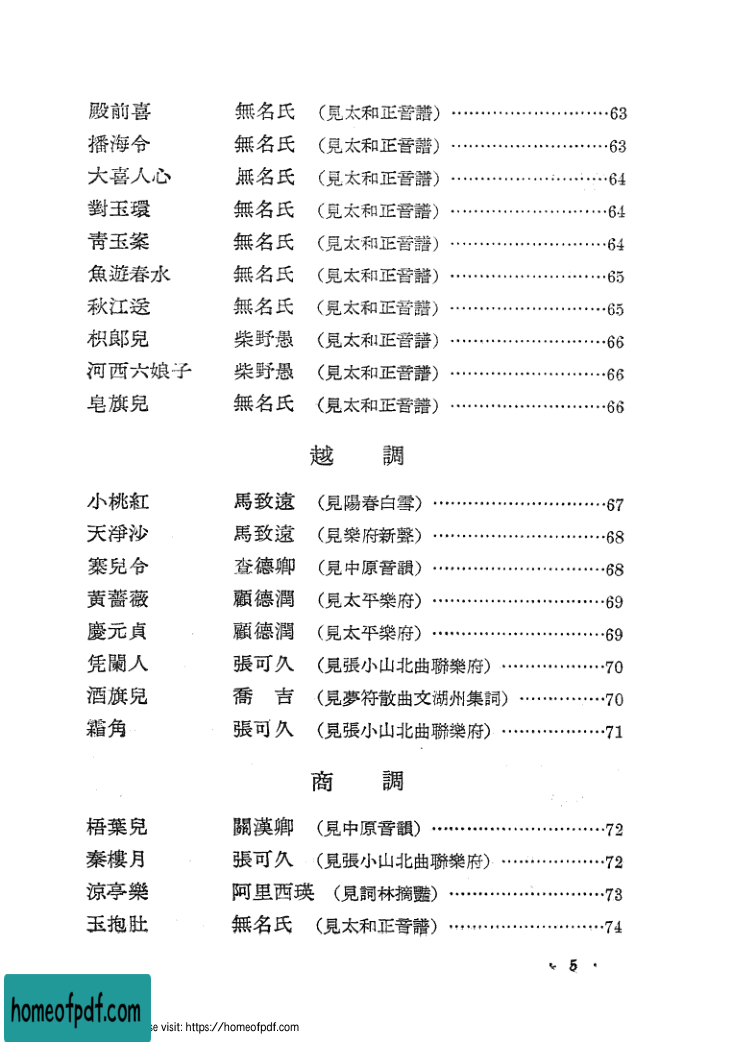 殿前喜 無名氏 (見太和正音譜) ………………………63
播海令 無名氏 (見太和正音譜) ………………………63
大喜人心 無名氏 (見太和正音譜) ………………………64
對玉環 無名氏 (見太和正音譜) ………………………64
靑玉案 無名氏 (見太和正音譜) ………………………64
魚遊春水 無名氏 (見太和正音譜) ………………………65
秋江送 無名氏 (見太和正音譜) ………………………65
枳郞兒 柴野愚 (見太和正音譜) ………………………66
河西六娘子 柴野愚 (見太和正音譜) ………………………66
皂旗兒 無名氏 (見太和正音譜) ………………………66
越 調
小桃紅 馬致遠 (見陽春白雪) …………………………67
天淨沙 馬致遠 (見樂府新聲) …………………………68
寨兒令 查德卿 (見中原音韻) …………………………68
黃薔薇 顧德潤 (見太平樂府) …………………………69
慶元貞 顧德潤 (見太平樂府) …………………………69
凭闌人 張可久 (見張小山北曲聯樂府) ………………70
酒旗兒 喬 吉 (見夢符散曲文湖州集詞) ……………70
霜角 張可久 (見張小山北曲聯樂府) ………………71
商 調
梧葉兒 關漢卿 (見中原音韻) …………………………72
秦樓月 張可久 (見張小山北曲聯樂府) ………………72
涼亭樂 阿里西瑛 (見詞林摘豔) ………………………73
玉抱肚 無名氏 (見太和正音譜) ………………………74
· 5 ·
homeofpdf.com
se visit: https://homeofpdf.com